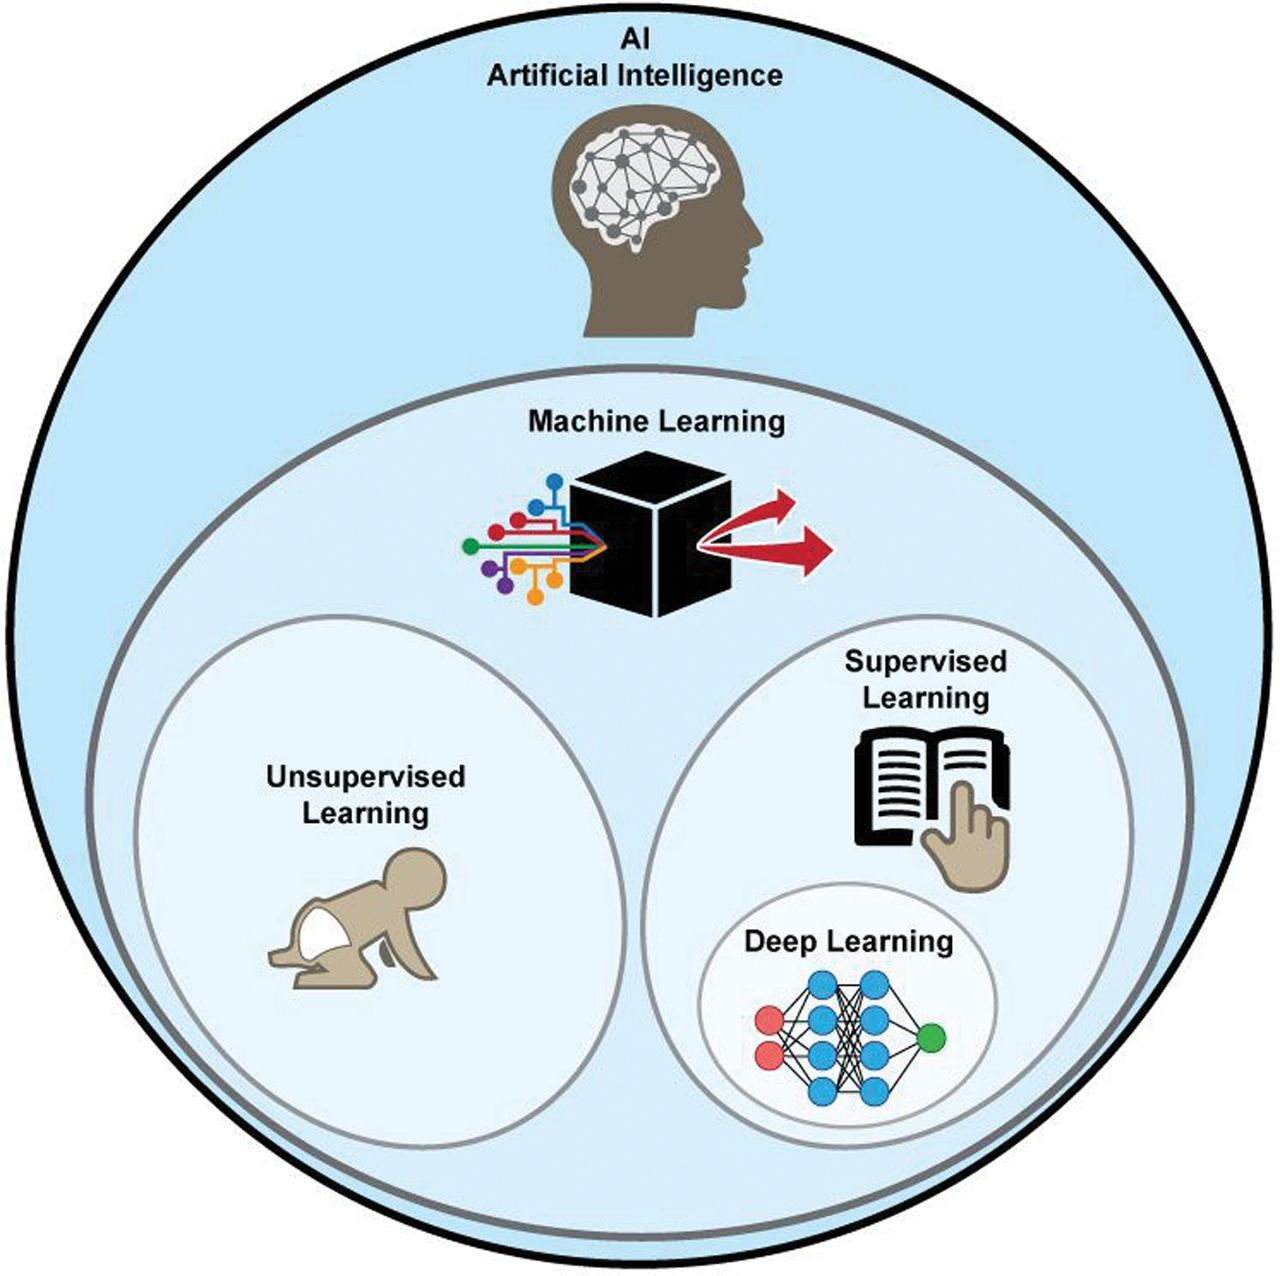 AI
Artificial Intelligence
Machine Learning
Supervised
Learning
Unsupervised
Learning
Deep Learning